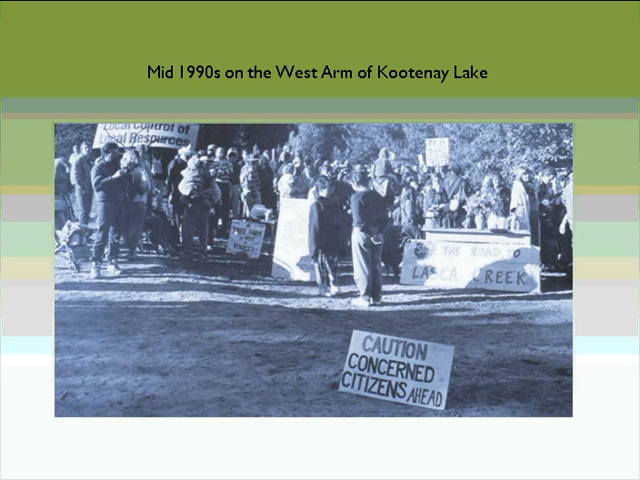 Mid 1990s on the West Arm of Kootenay Lake
Local Control of
Local Resources
THE ROAD TO
LASCA CREEK
CAUTION
CONCERNED
CITIZENS AHEAD